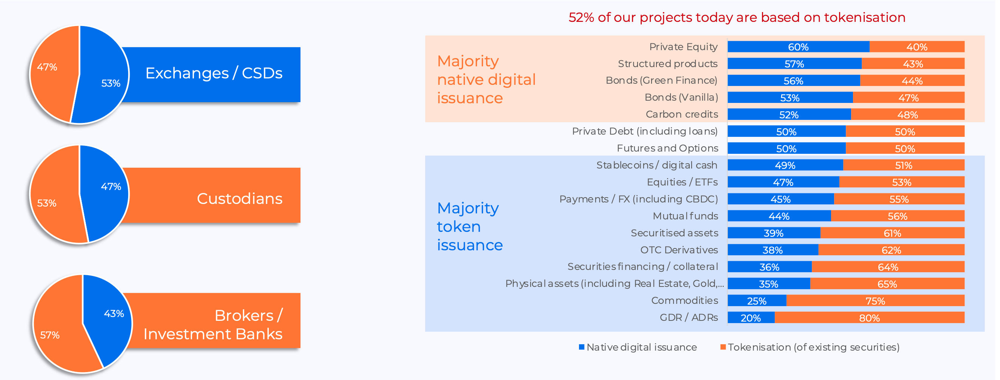 47%
53%
Exchanges / CSDs
47%
53%
Custodians
43%
57%
Brokers /
Investment Banks
52% of our projects today are based on tokenisation
Majority
native digital
issuance
Private Equity 60% 40%
Structured products 57% 43%
Bonds (Green Finance) 56% 44%
Bonds (Vanilla) 53% 47%
Carbon credits 52% 48%
Private Debt (including loans) 50% 50%
Futures and Options 50% 50%
Majority
token
issuance
Stablecoins / digital cash 49% 51%
Equities / ETFs 47% 53%
Payments / FX (including CBDC) 45% 55%
Mutual funds 44% 56%
Securitised assets 39% 61%
OTC Derivatives 38% 62%
Securities financing / collateral 36% 64%
Physical assets (including Real Estate, Gold,... 35% 65%
Commodities 25% 75%
GDR / ADRs 20% 80%
Native digital issuance Tokenisation (of existing securities)